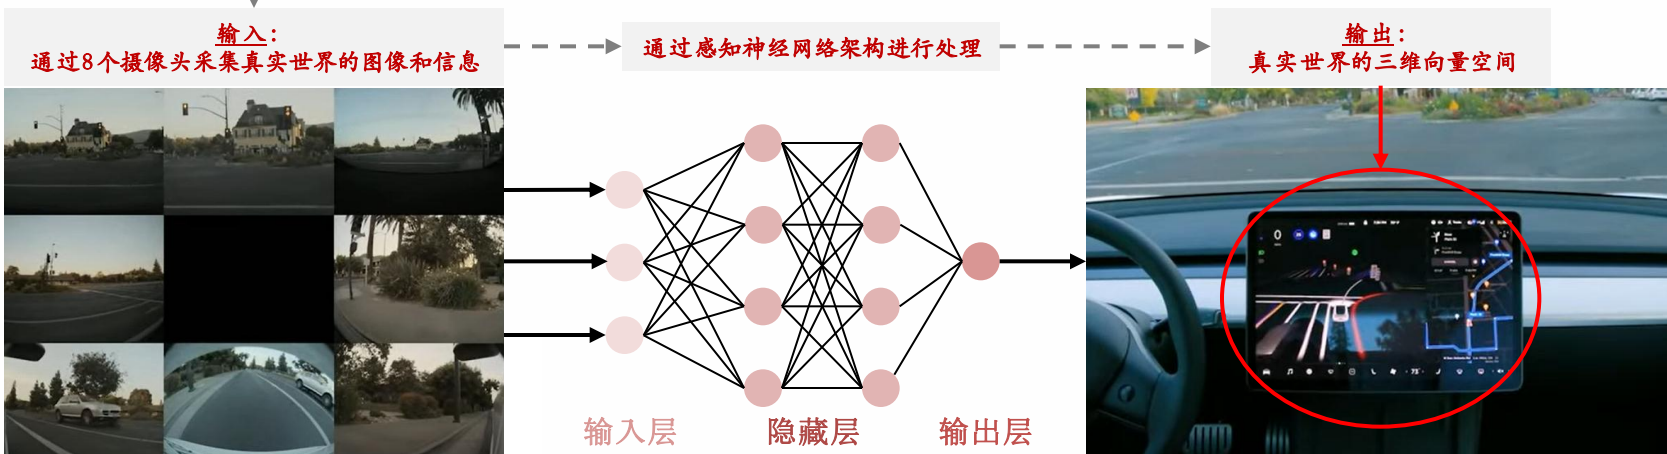 输入：
通过8个摄像头采集真实世界的图像和信息
通过感知神经网络架构进行处理
输出：
真实世界的三维向量空间
输入层
隐藏层
输出层